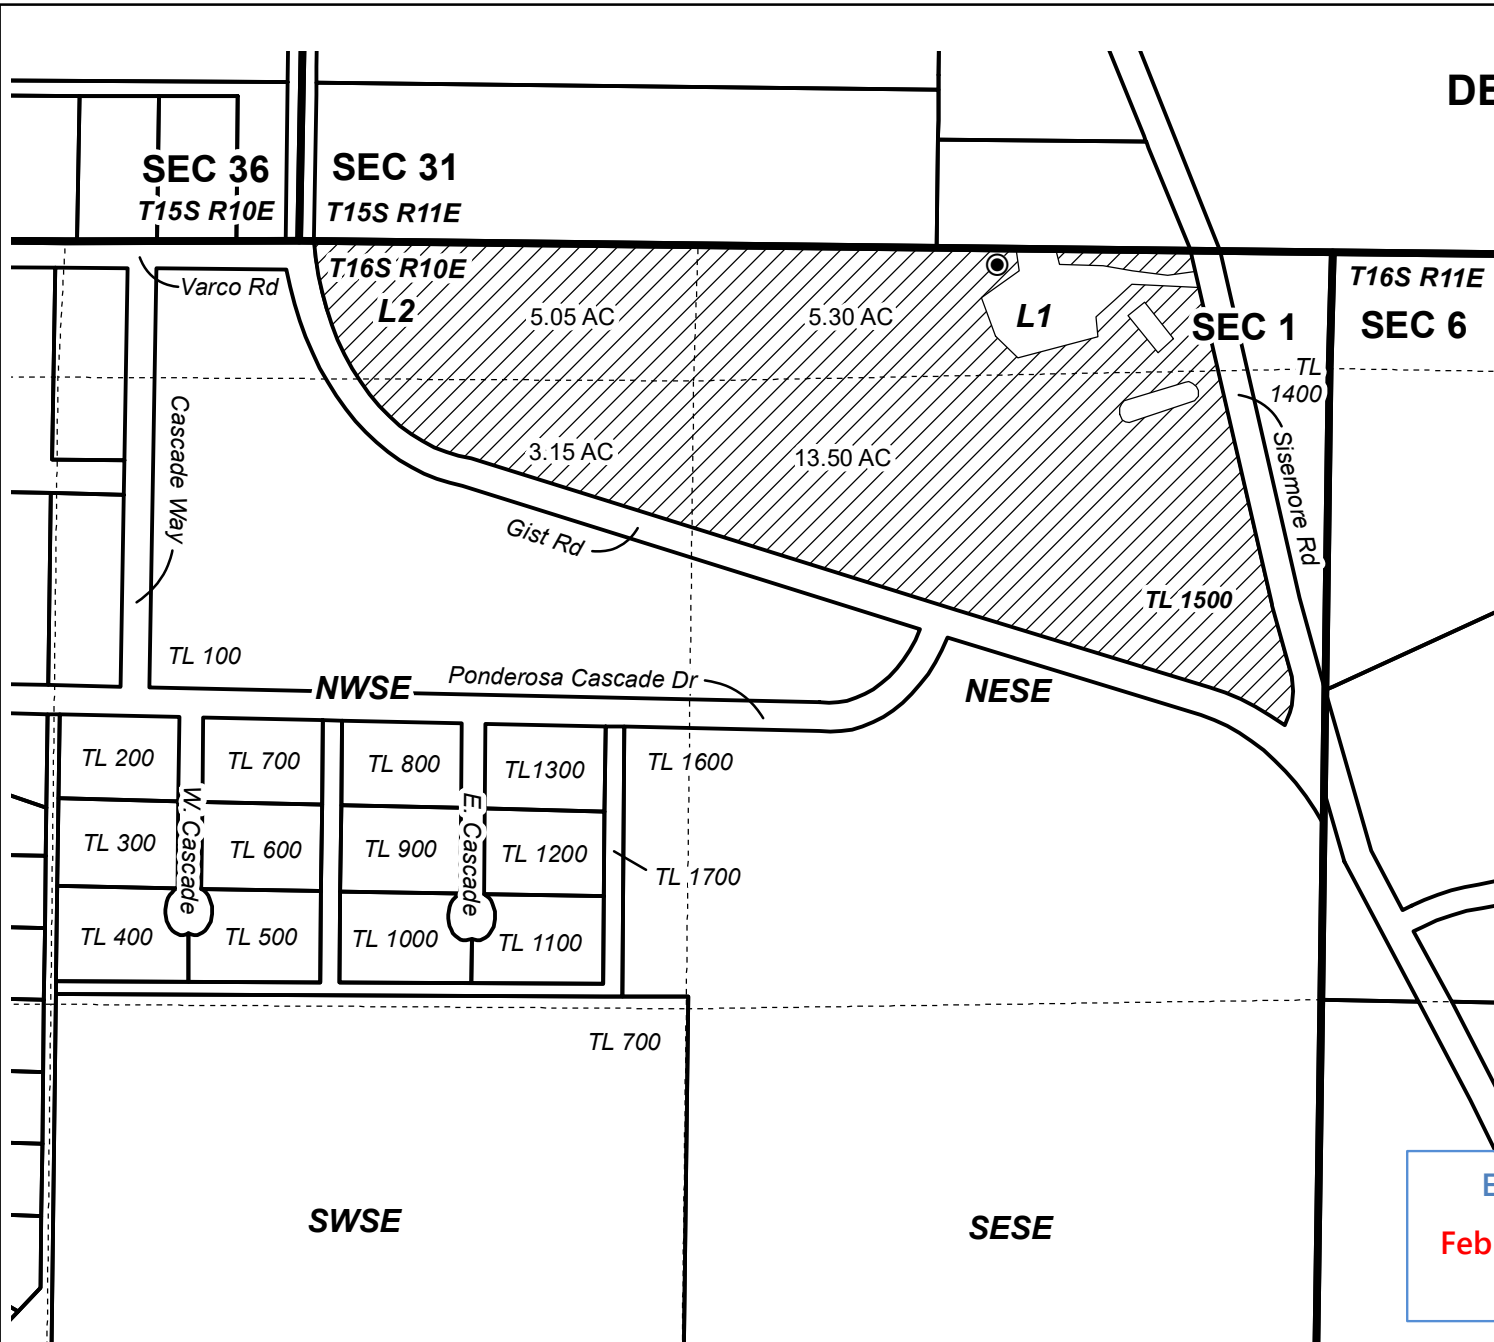 DE
SEC 36
SEC 31
T15S R10E
T15S R11E
T16S R10E
T16S R11E
Varco Rd
L2
5.05 AC
5.30 AC
L1
SEC 1
SEC 6
TL
1400
Cascade Way
3.15 AC
13.50 AC
Sisemore Rd
Gist Rd
TL 1500
TL 100
NWSE
Ponderosa Cascade Dr
NESE
TL 200
TL 700
TL 800
TL1300
TL 1600
W. Cascade
E. Cascade
TL 300
TL 600
TL 900
TL 1200
TL 1700
TL 400
TL 500
TL 1000
TL 1100
TL 700
SWSE
SESE
E
Feb